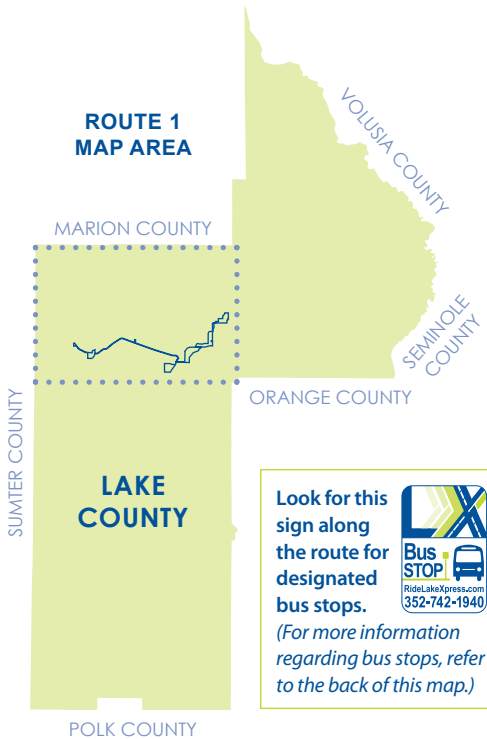 ROUTE 1
MAP AREA
VOLUSIA COUNTY
MARION COUNTY
SEMINOLE
COUNTY
ORANGE COUNTY
SUMTER COUNTY
LAKE
COUNTY
Look for this
sign along
the route for
designated
bus stops.
(For more information
regarding bus stops, refer
to the back of this map.)
LX
Bus
STOP
RideLakeXpress.com
352-742-1940
POLK COUNTY